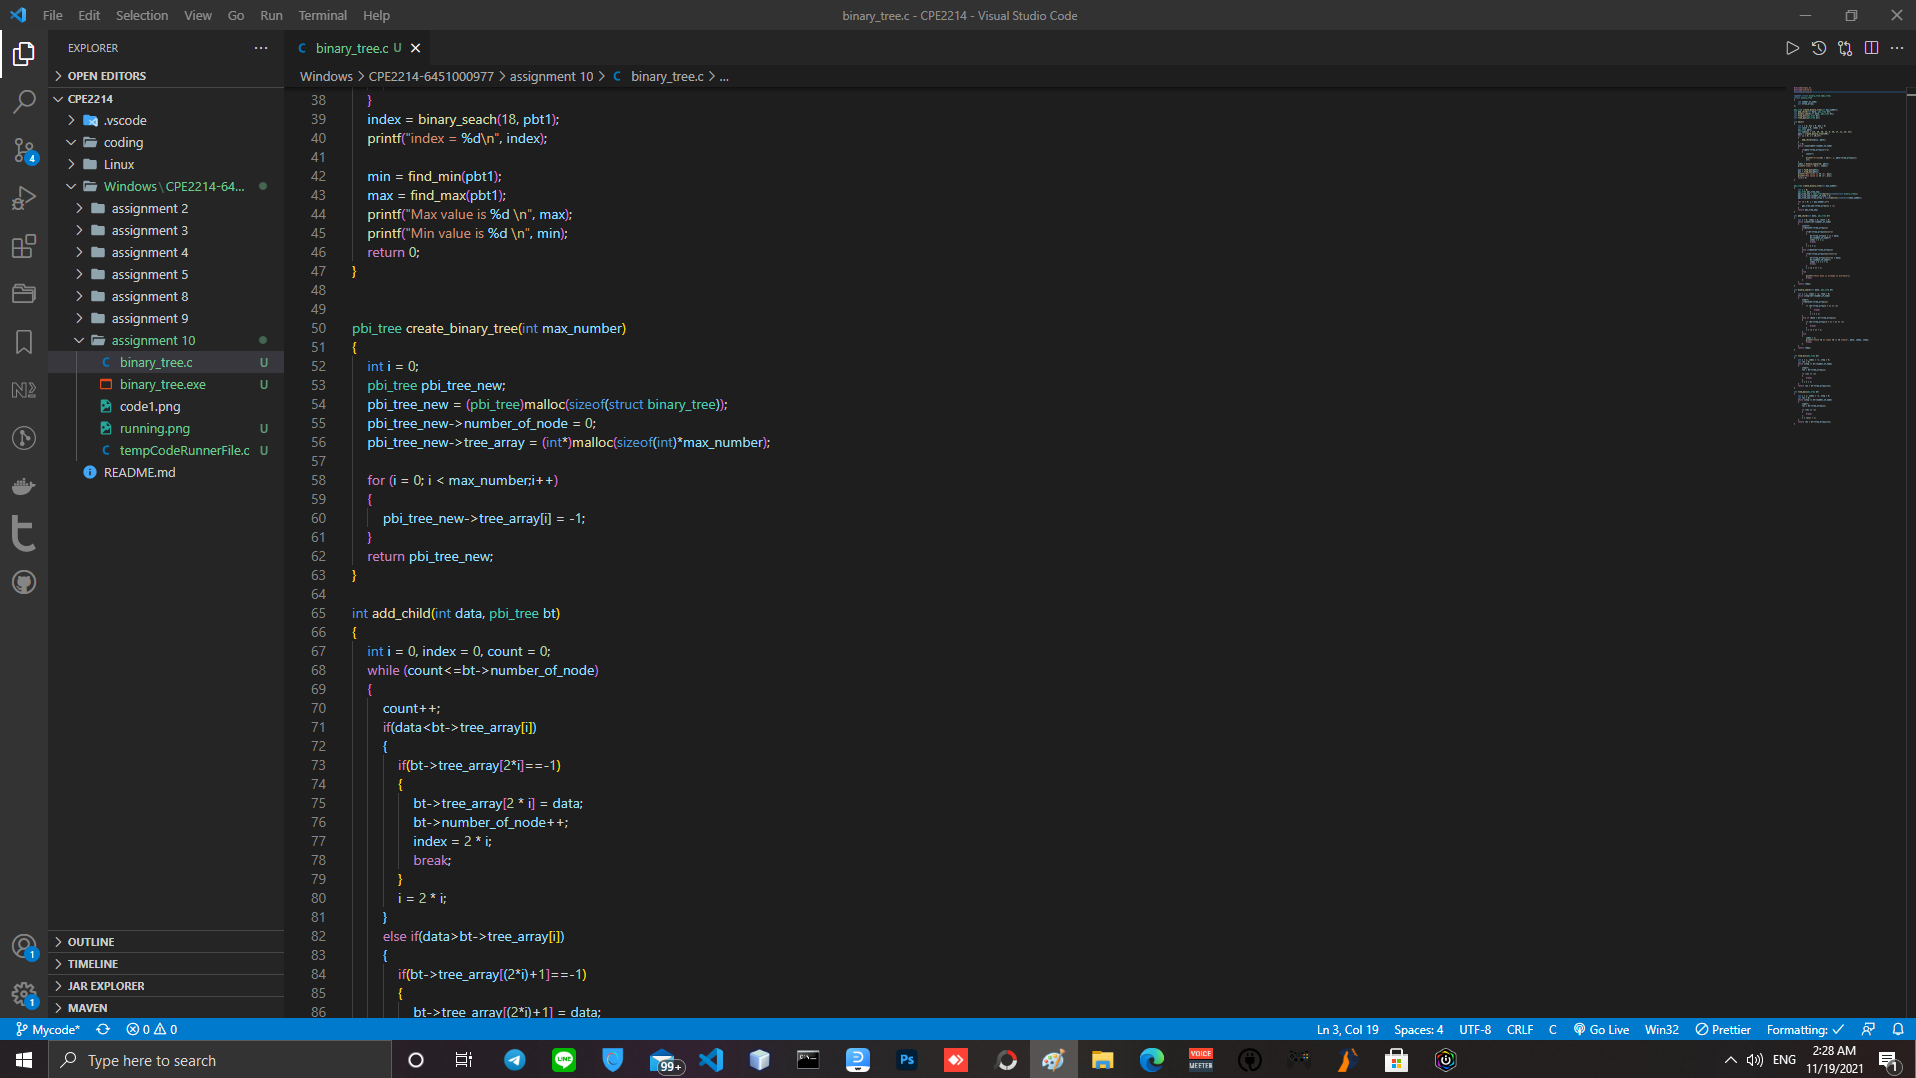 File Edit Selection View Go Run Terminal Help
binary_tree.c - CPE2214 - Visual Studio Code
EXPLORER
OPEN EDITORS
CPE2214
.vscode
coding
Linux
Windows\CPE2214-64...
assignment 2
assignment 3
assignment 4
assignment 5
assignment 8
assignment 9
assignment 10
binary_tree.c U
binary_tree.exe U
code1.png
running.png U
tempCodeRunnerFile.c U
README.md
OUTLINE
TIMELINE
JAR EXPLORER
MAVEN
C binary_tree.c U
Windows > CPE2214-6451000977 > assignment 10 > C binary_tree.c > ...
38 }
39 index = binary_seach(18, pbt1);
40 printf("index = %d\n", index);
41
42 min = find_min(pbt1);
43 max = find_max(pbt1);
44 printf("Max value is %d \n", max);
45 printf("Min value is %d \n", min);
46 return 0;
47 }
48
49
50 pbi_tree create_binary_tree(int max_number)
51 {
52 int i = 0;
53 pbi_tree pbi_tree_new;
54 pbi_tree_new = (pbi_tree)malloc(sizeof(struct binary_tree));
55 pbi_tree_new->number_of_node = 0;
56 pbi_tree_new->tree_array = (int*)malloc(sizeof(int)*max_number);
57
58 for (i = 0; i < max_number;i++)
59 {
60 pbi_tree_new->tree_array[i] = -1;
61 }
62 return pbi_tree_new;
63 }
64
65 int add_child(int data, pbi_tree bt)
66 {
67 int i = 0, index = 0, count = 0;
68 while (count<=bt->number_of_node)
69 {
70 count++;
71 if(data<bt->tree_array[i])
72 {
73 if(bt->tree_array[2*i]==-1)
74 {
75 bt->tree_array[2 * i] = data;
76 bt->number_of_node++;
77 index = 2 * i;
78 break;
79 }
80 i = 2 * i;
81 }
82 else if(data>bt->tree_array[i])
83 {
84 if(bt->tree_array[(2*i)+1]==-1)
85 {
86 bt->tree_array[(2*i)+1] = data;
4
1
1
Mycode* 0 0
Ln 3, Col 19 Spaces: 4 UTF-8 CRLF C Go Live Win32 Prettier Formatting:
Type here to search
LINE
99+
Ps
VOICE
MEETER
ENG
2:28 AM
11/19/2021
1